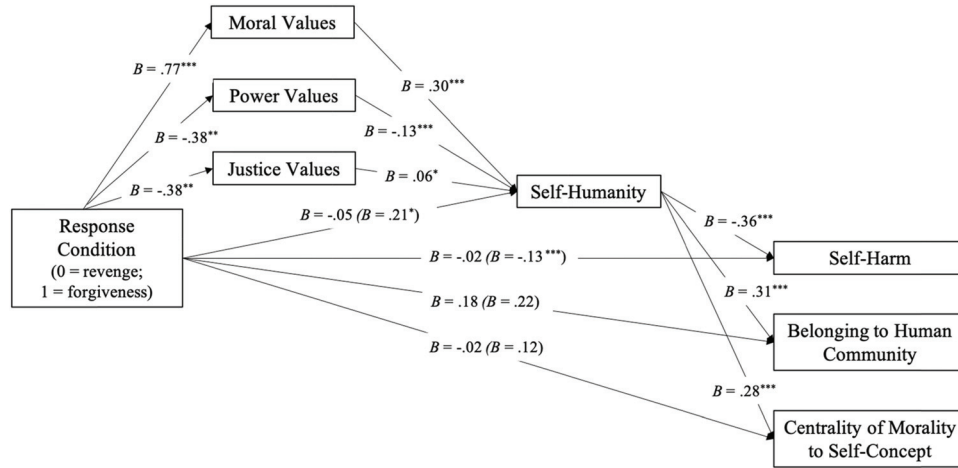 Moral Values
B = .77***
B = .30***
Power Values
B = -.38**
B = -.13***
Justice Values
B = -.38**
B = .06*
Self-Humanity
B = -.05 (B = .21*)
B = -.36***
Response
Condition
(0 = revenge;
1 = forgiveness)
B = -.02 (B = -.13***)
Self-Harm
B = .31***
B = .18 (B = .22)
Belonging to Human
Community
B = -.02 (B = .12)
B = .28***
Centrality of Morality
to Self-Concept